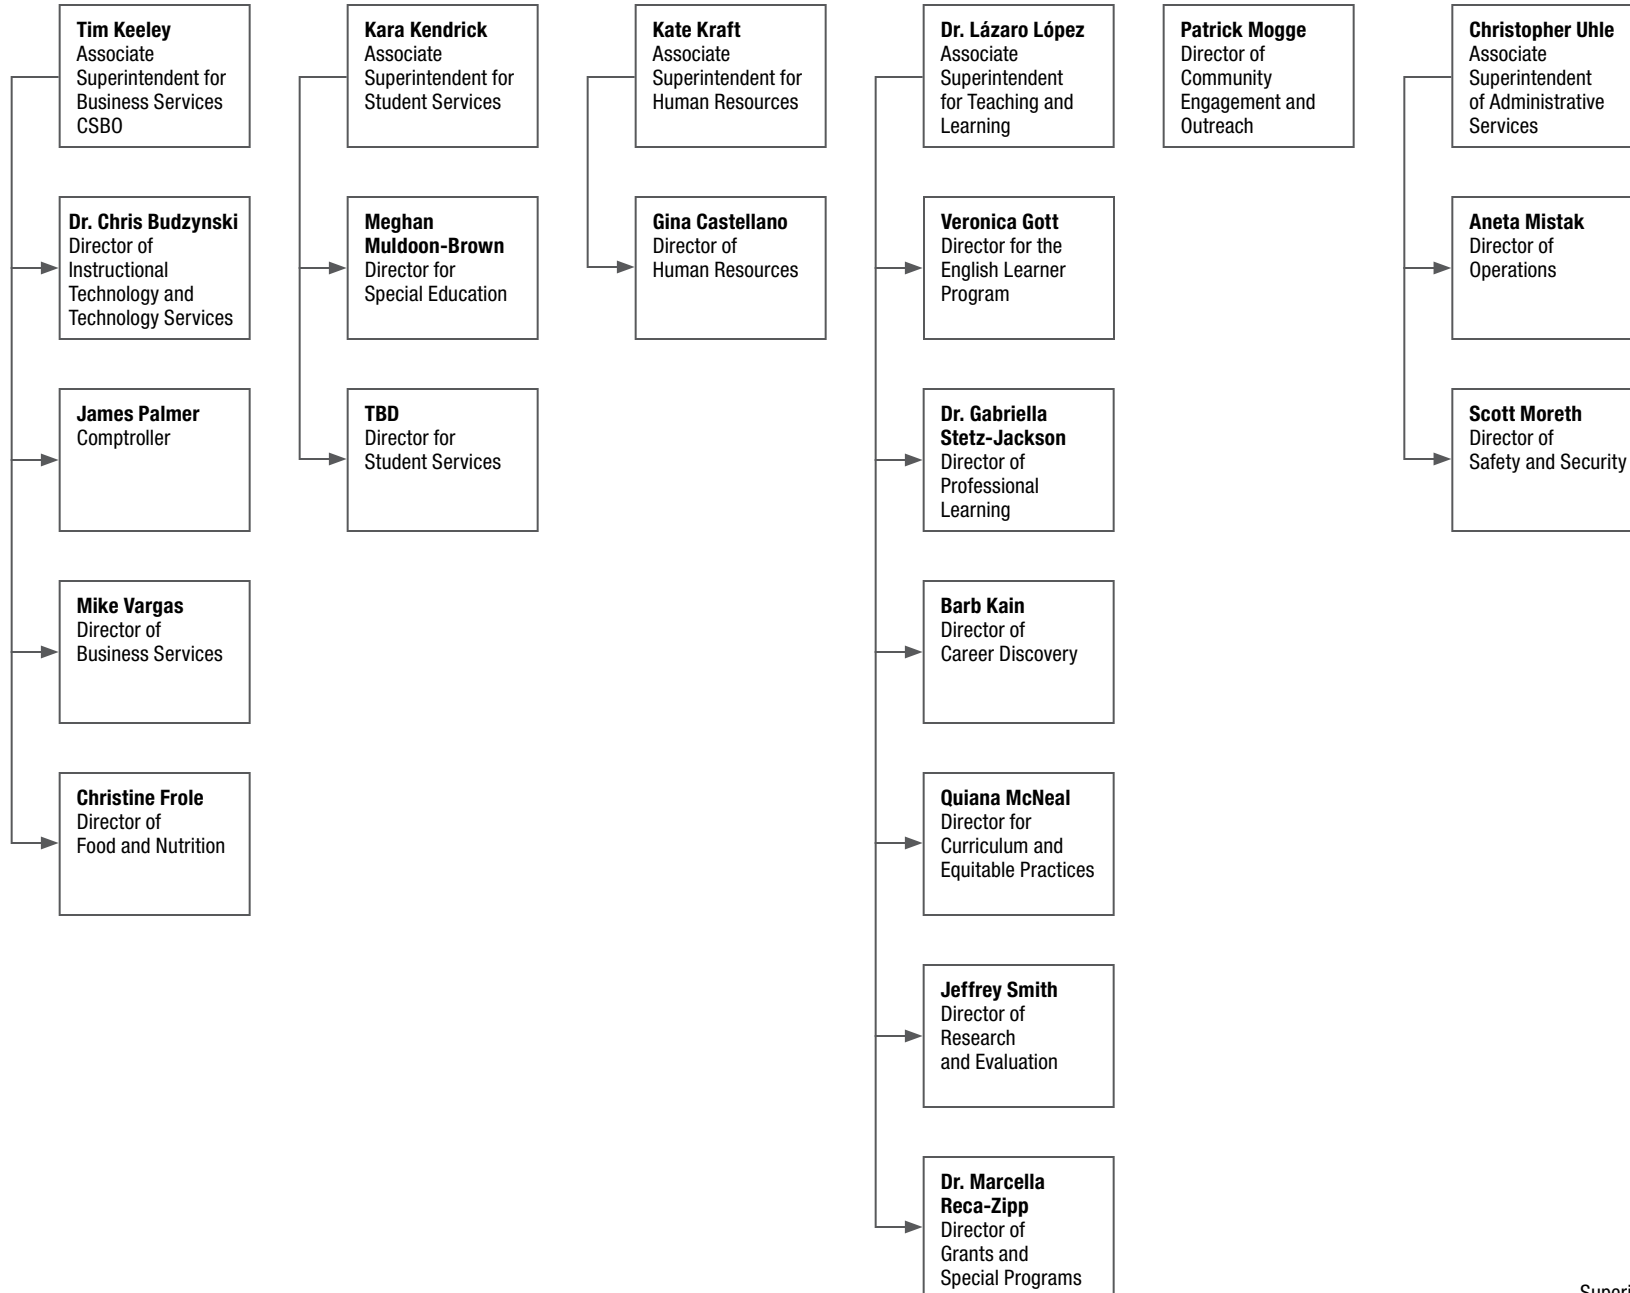 Tim Keeley
Associate
Superintendent for
Business Services
CSBO
Dr. Chris Budzynski
Director of
Instructional
Technology and
Technology Services
James Palmer
Comptroller
Mike Vargas
Director of
Business Services
Christine Frole
Director of
Food and Nutrition
Kara Kendrick
Associate
Superintendent for
Student Services
Meghan
Muldoon-Brown
Director for
Special Education
TBD
Director for
Student Services
Kate Kraft
Associate
Superintendent for
Human Resources
Gina Castellano
Director of
Human Resources
Dr. Lázaro López
Associate
Superintendent
for Teaching and
Learning
Veronica Gott
Director for the
English Learner
Program
Dr. Gabriella
Stetz-Jackson
Director of
Professional
Learning
Barb Kain
Director of
Career Discovery
Quiana McNeal
Director for
Curriculum and
Equitable Practices
Jeffrey Smith
Director of
Research
and Evaluation
Dr. Marcella
Reca-Zipp
Director of
Grants and
Special Programs
Patrick Mogge
Director of
Community
Engagement and
Outreach
Christopher Uhle
Associate
Superintendent
of Administrative
Services
Aneta Mistak
Director of
Operations
Scott Moreth
Director of
Safety and Security